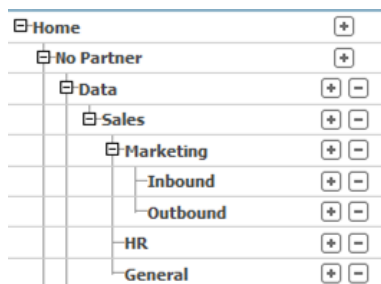 Home
No Partner
Data
Sales
Marketing
Inbound
Outbound
HR
General